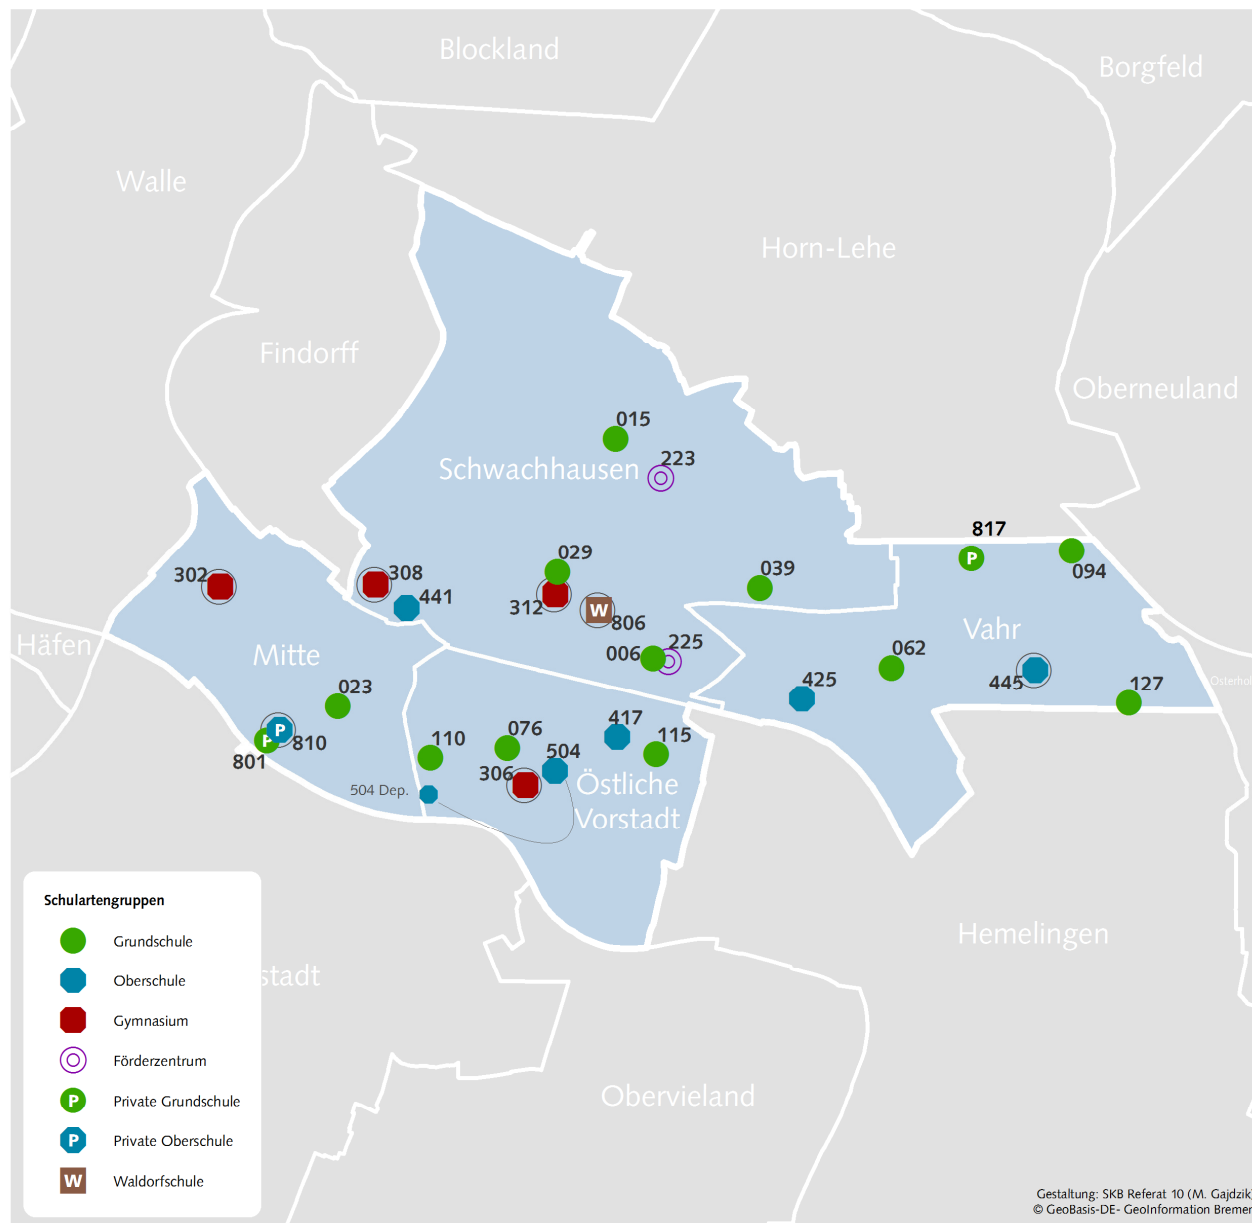 Blockland
Borgfeld
Walle
Horn-Lehe
Findorff
Oberneuland
015
Schwachhausen
223
817
029
039
094
302
308
441
312
806
Häfen
Mitte
006
225
Vahr
062
425
445
127
Osterhol
023
810
801
110
076
417
115
504
306
Östliche
Vorstadt
504 Dep.
P
P
P
W
Schulartengruppen
Grundschule
Oberschule
Gymnasium
Förderzentrum
P Private Grundschule
P Private Oberschule
W Waldorfschule
stadt
Hemelingen
Obervieland
Gestaltung: SKB Referat 10 (M. Gajdzik)
© GeoBasis-DE- GeoInformation Bremen